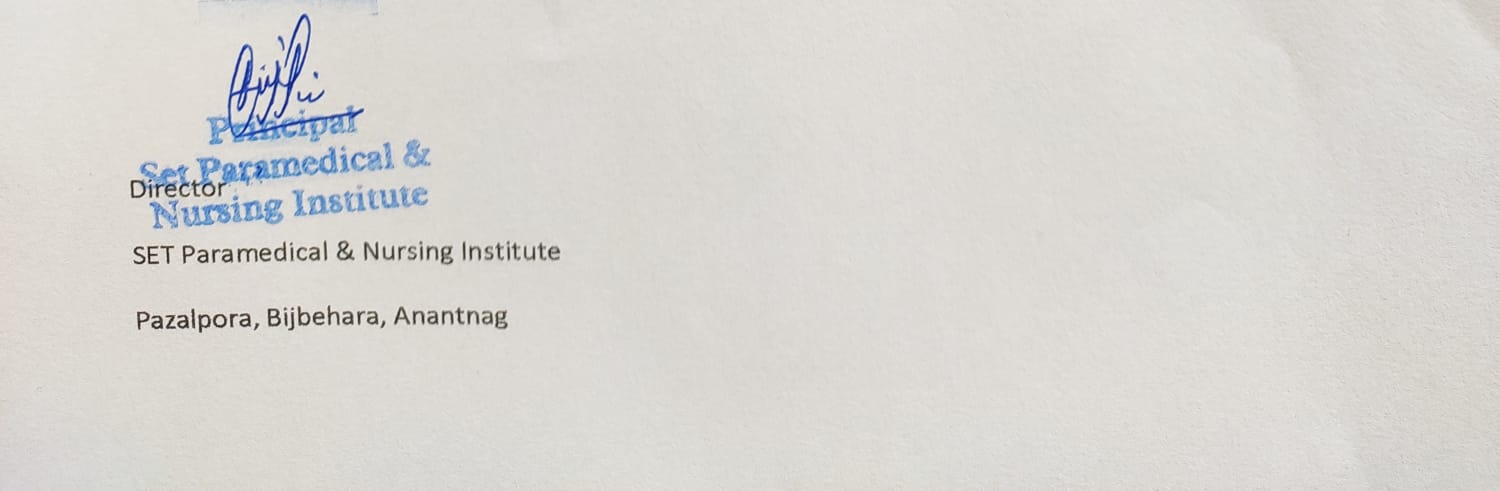 Principal
Set Paramedical &
Director
Nursing Institute
SET Paramedical & Nursing Institute
Pazalpora, Bijbehara, Anantnag